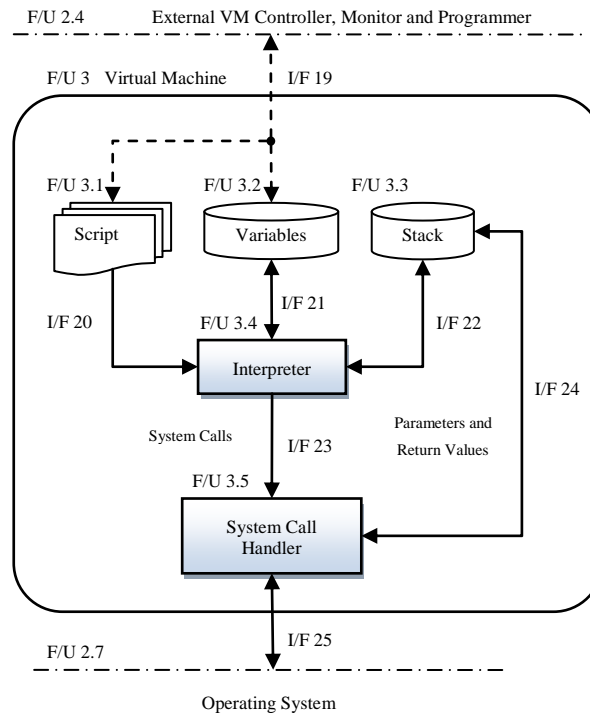 F/U 2.4
External VM Controller, Monitor and Programmer
F/U 3 Virtual Machine
I/F 19
F/U 3.1
F/U 3.2
F/U 3.3
Script
Variables
Stack
I/F 20
I/F 21
I/F 22
F/U 3.4
Interpreter
I/F 24
System Calls
I/F 23
Parameters and
Return Values
F/U 3.5
System Call
Handler
I/F 25
F/U 2.7
Operating System